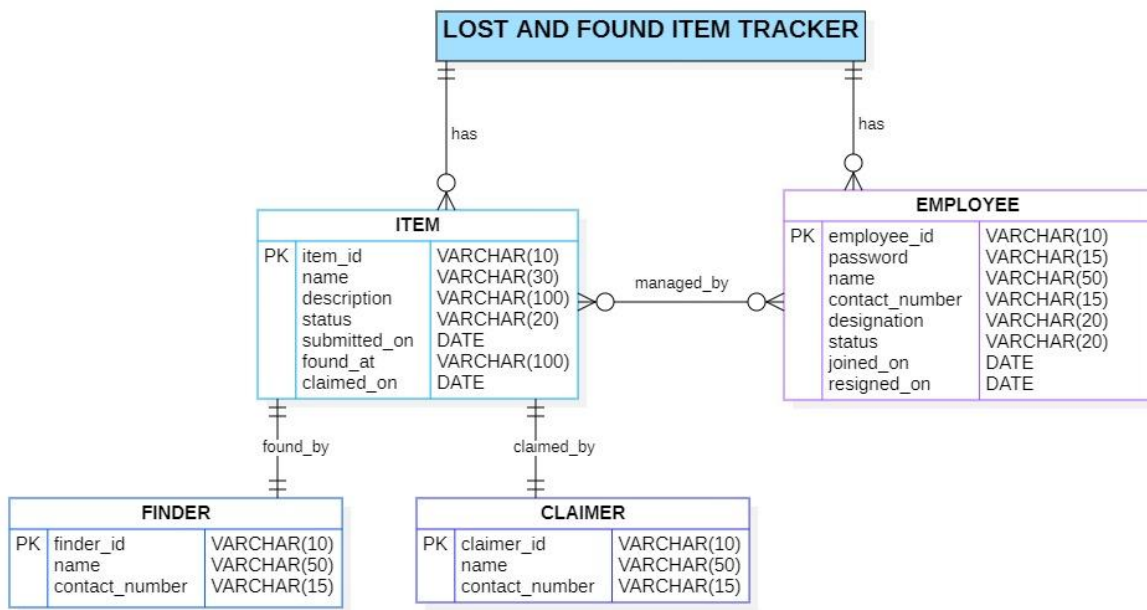 LOST AND FOUND ITEM TRACKER
has
has
ITEM
PK item_id VARCHAR(10)
name VARCHAR(30)
description VARCHAR(100)
status VARCHAR(20)
submitted_on DATE
found_at VARCHAR(100)
claimed_on DATE
managed_by
EMPLOYEE
PK employee_id VARCHAR(10)
password VARCHAR(15)
name VARCHAR(50)
contact_number VARCHAR(15)
designation VARCHAR(20)
status VARCHAR(20)
joined_on DATE
resigned_on DATE
found_by
claimed_by
FINDER
PK finder_id VARCHAR(10)
name VARCHAR(50)
contact_number VARCHAR(15)
CLAIMER
PK claimer_id VARCHAR(10)
name VARCHAR(50)
contact_number VARCHAR(15)